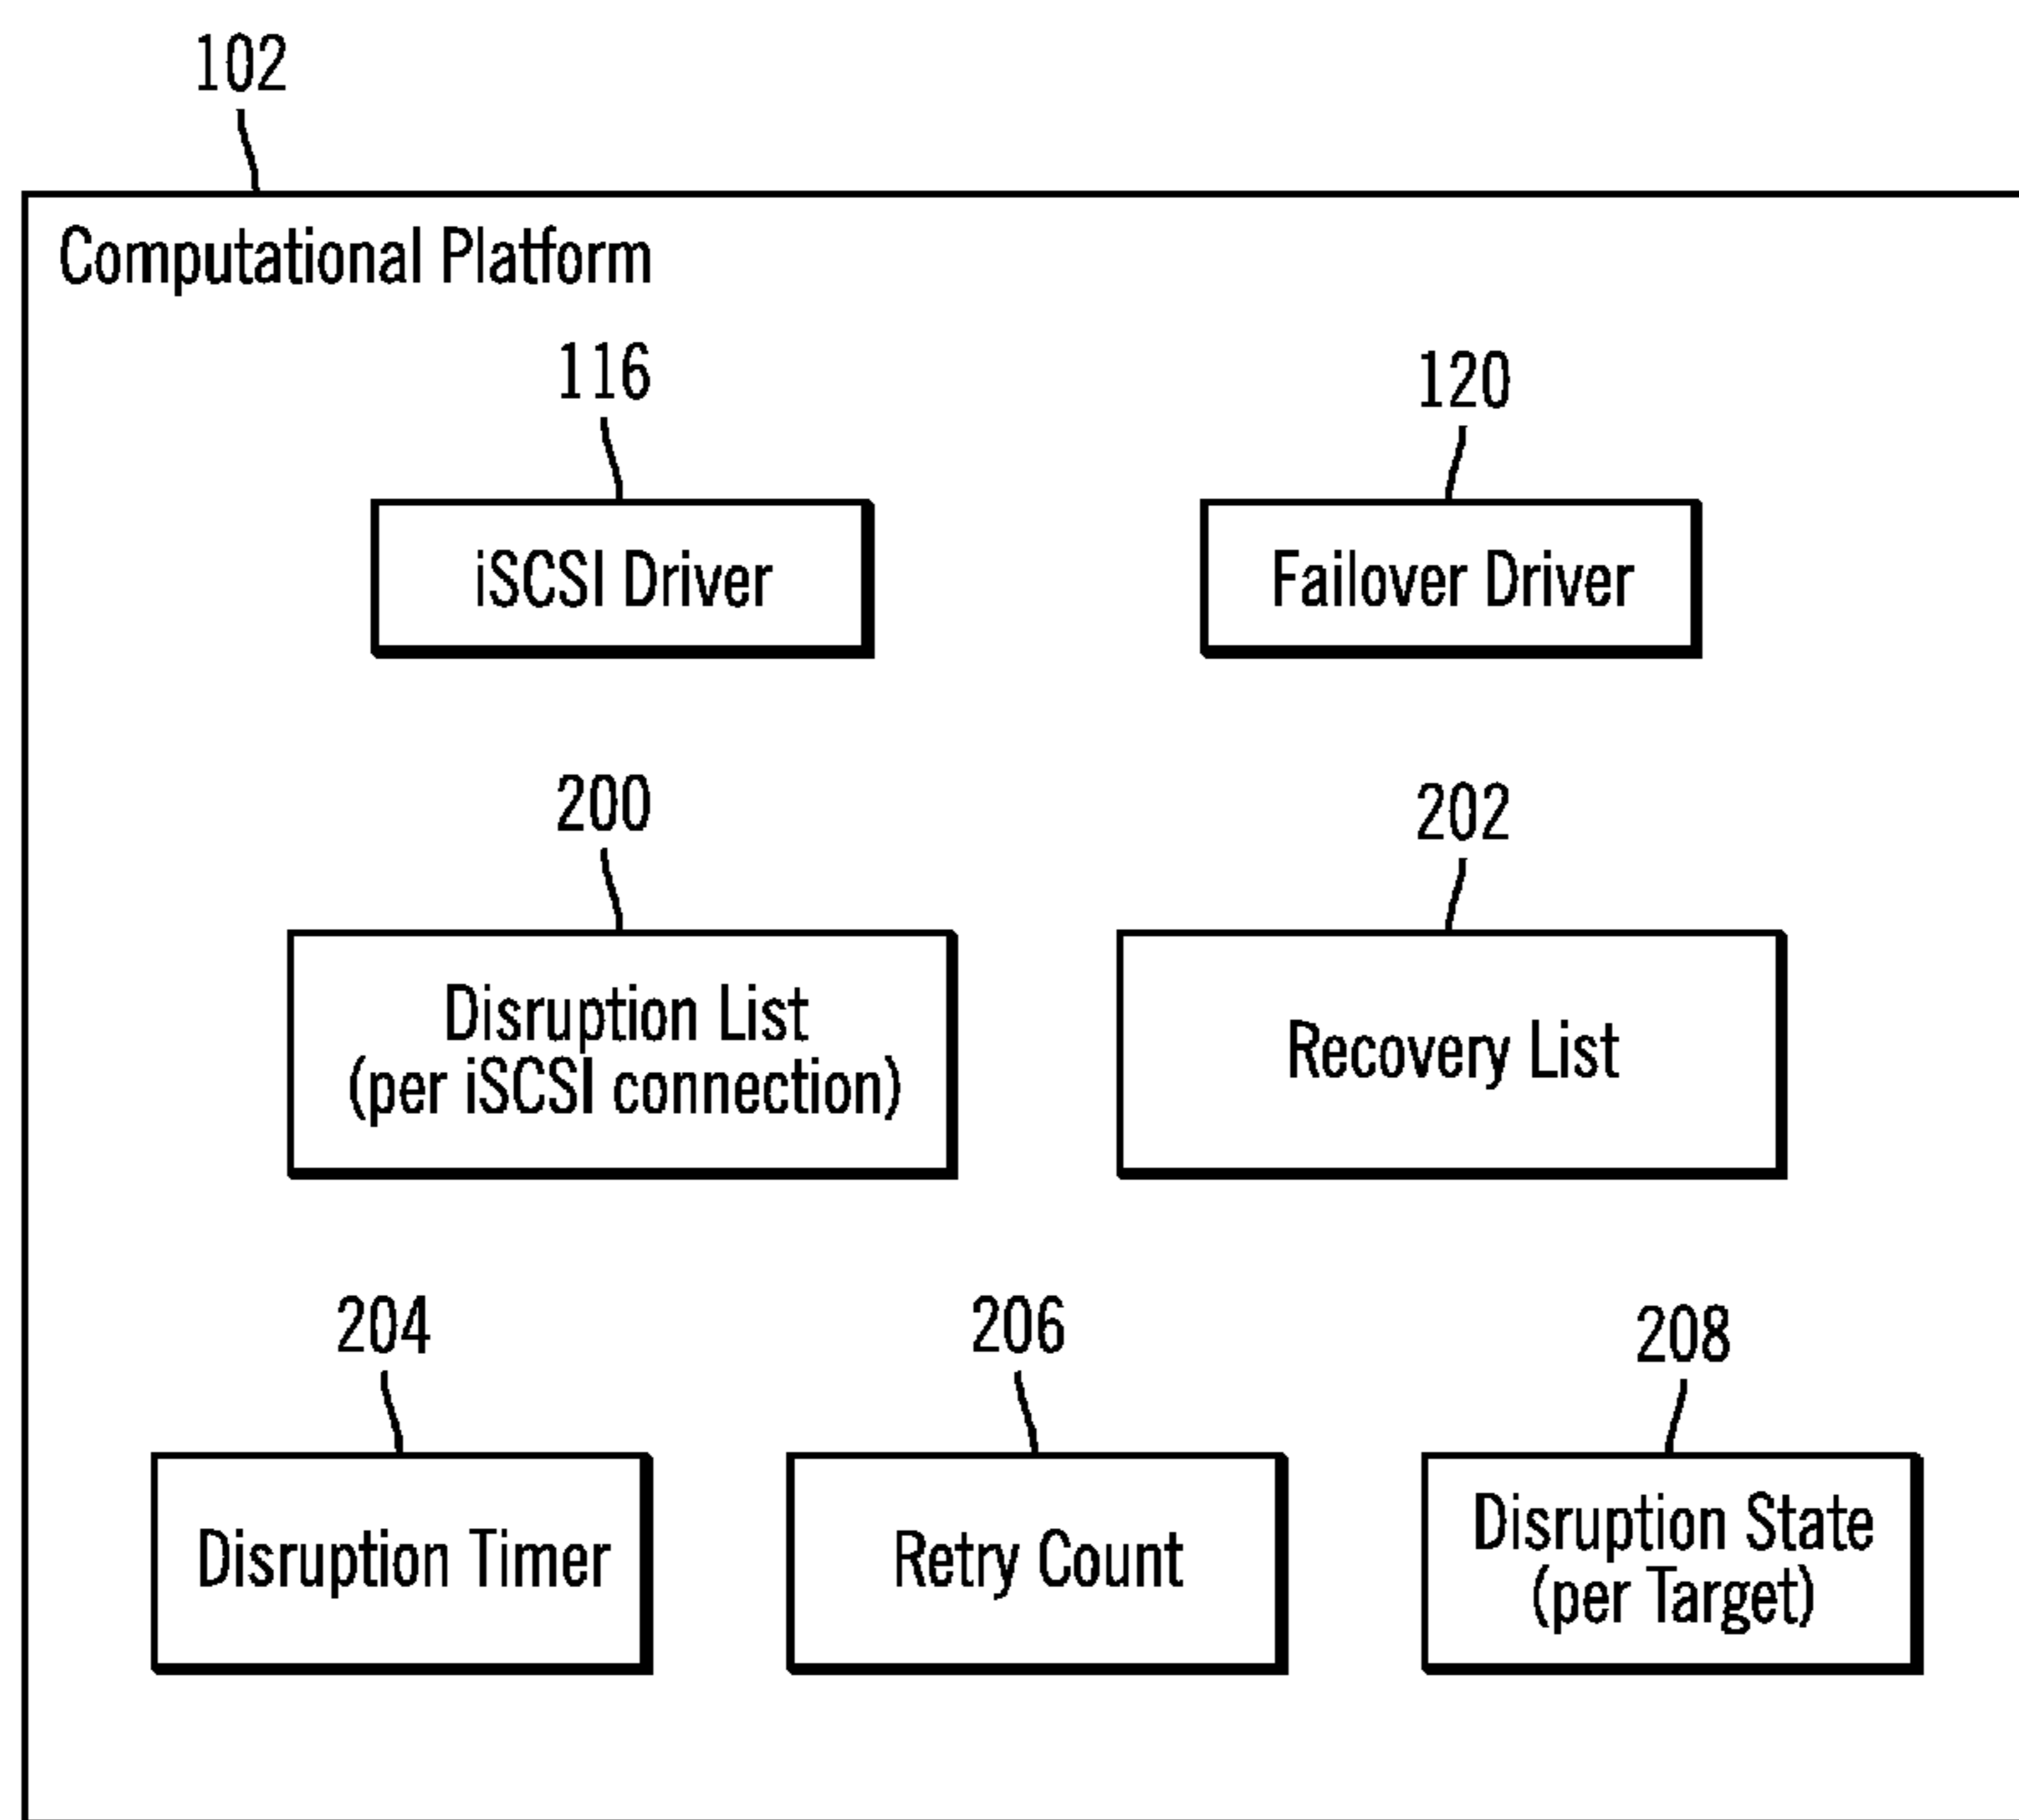 102
Computational Platform
116
120
iSCSI Driver
Failover Driver
200
202
Disruption List
(per iSCSI connection)
Recovery List
204
206
208
Disruption Timer
Retry Count
Disruption State
(per Target)